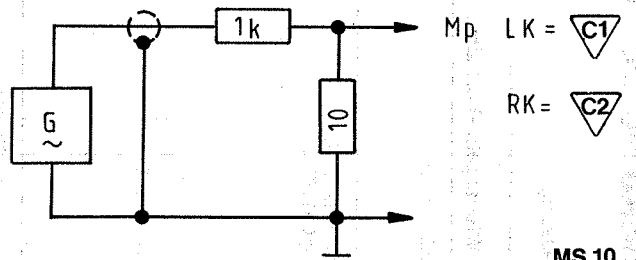 1k
Mp LK = C1
G
~
10
RK = C2
MS 10